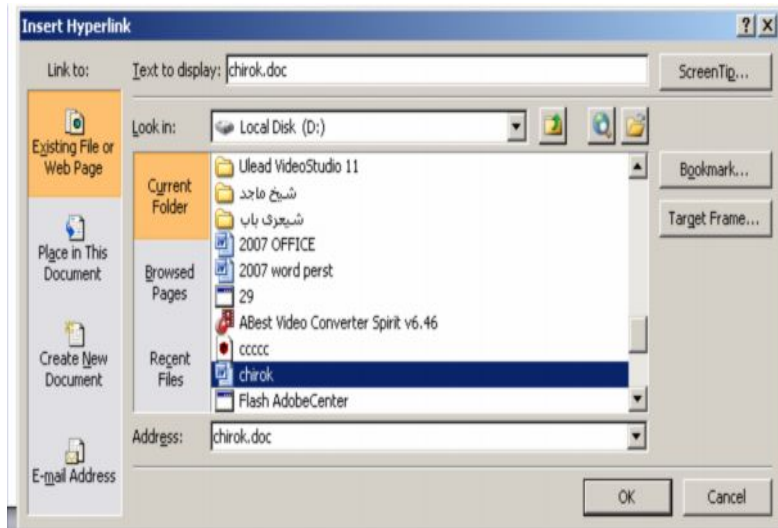 Insert Hyperlink
Link to:
Text to display: chirok.doc
ScreenTip...
Existing File or Web Page
Look in: Local Disk (D:)
Current Folder
Ulead VideoStudio 11
شيخ ماجد
شیعری باب
2007 OFFICE
2007 word perst
29
ABest Video Converter Spirit v6.46
ccccc
chirok
Flash AdobeCenter
Bookmark...
Target Frame...
Place in This Document
Browsed Pages
Create New Document
Recent Files
E-mail Address
Address: chirok.doc
OK
Cancel